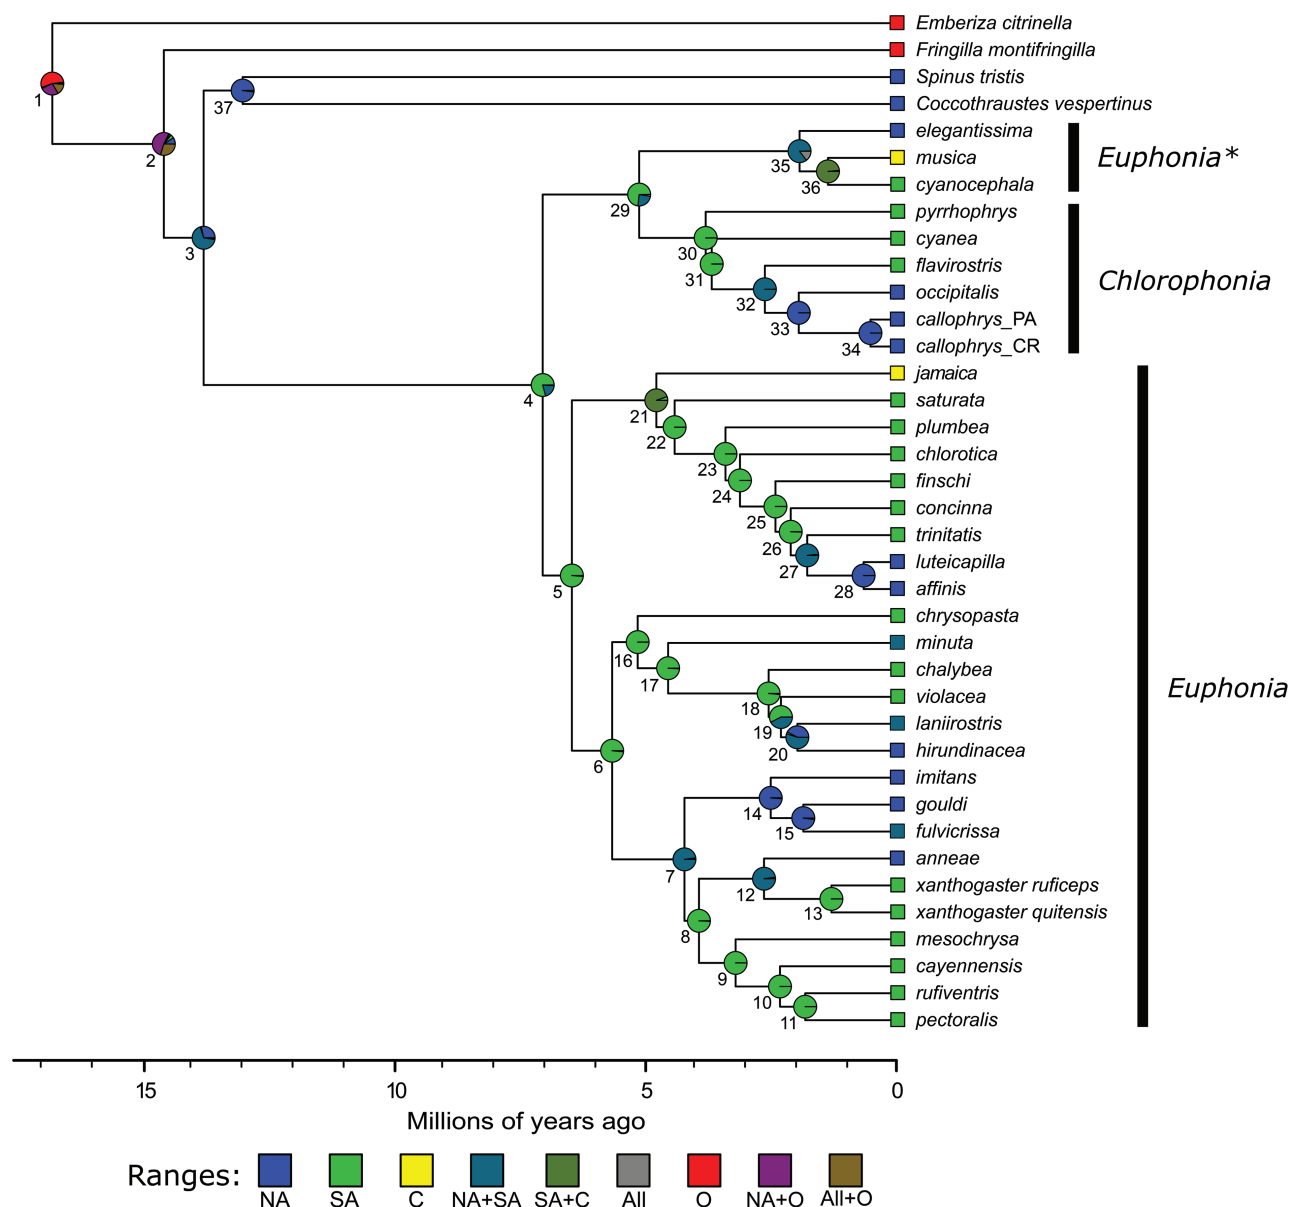 Emberiza citrinella
Fringilla montifringilla
Spinus tristis
Coccothraustes vespertinus
elegantissima
musica
cyanocephala
pyrrhophrys
cyanea
flavirostris
occipitalis
callophrys_PA
callophrys_CR
jamaica
saturata
plumbea
chlorotica
finschi
concinna
trinitatis
luteicapilla
affinis
chrysopasta
minuta
chalybea
violacea
laniirostris
hirundinacea
imitans
gouldi
fulvicrissa
anneae
xanthogaster ruficeps
xanthogaster quitensis
mesochrysa
cayennensis
rufiventris
pectoralis
Euphonia*
Chlorophonia
Euphonia
1
2
3
37
4
29
35
36
30
31
32
33
34
5
21
22
23
24
25
26
27
28
6
16
17
18
19
20
7
14
15
12
13
8
9
10
11
15 10 5 0
Millions of years ago
Ranges:
NA SA C NA+SA SA+C All O NA+O All+O